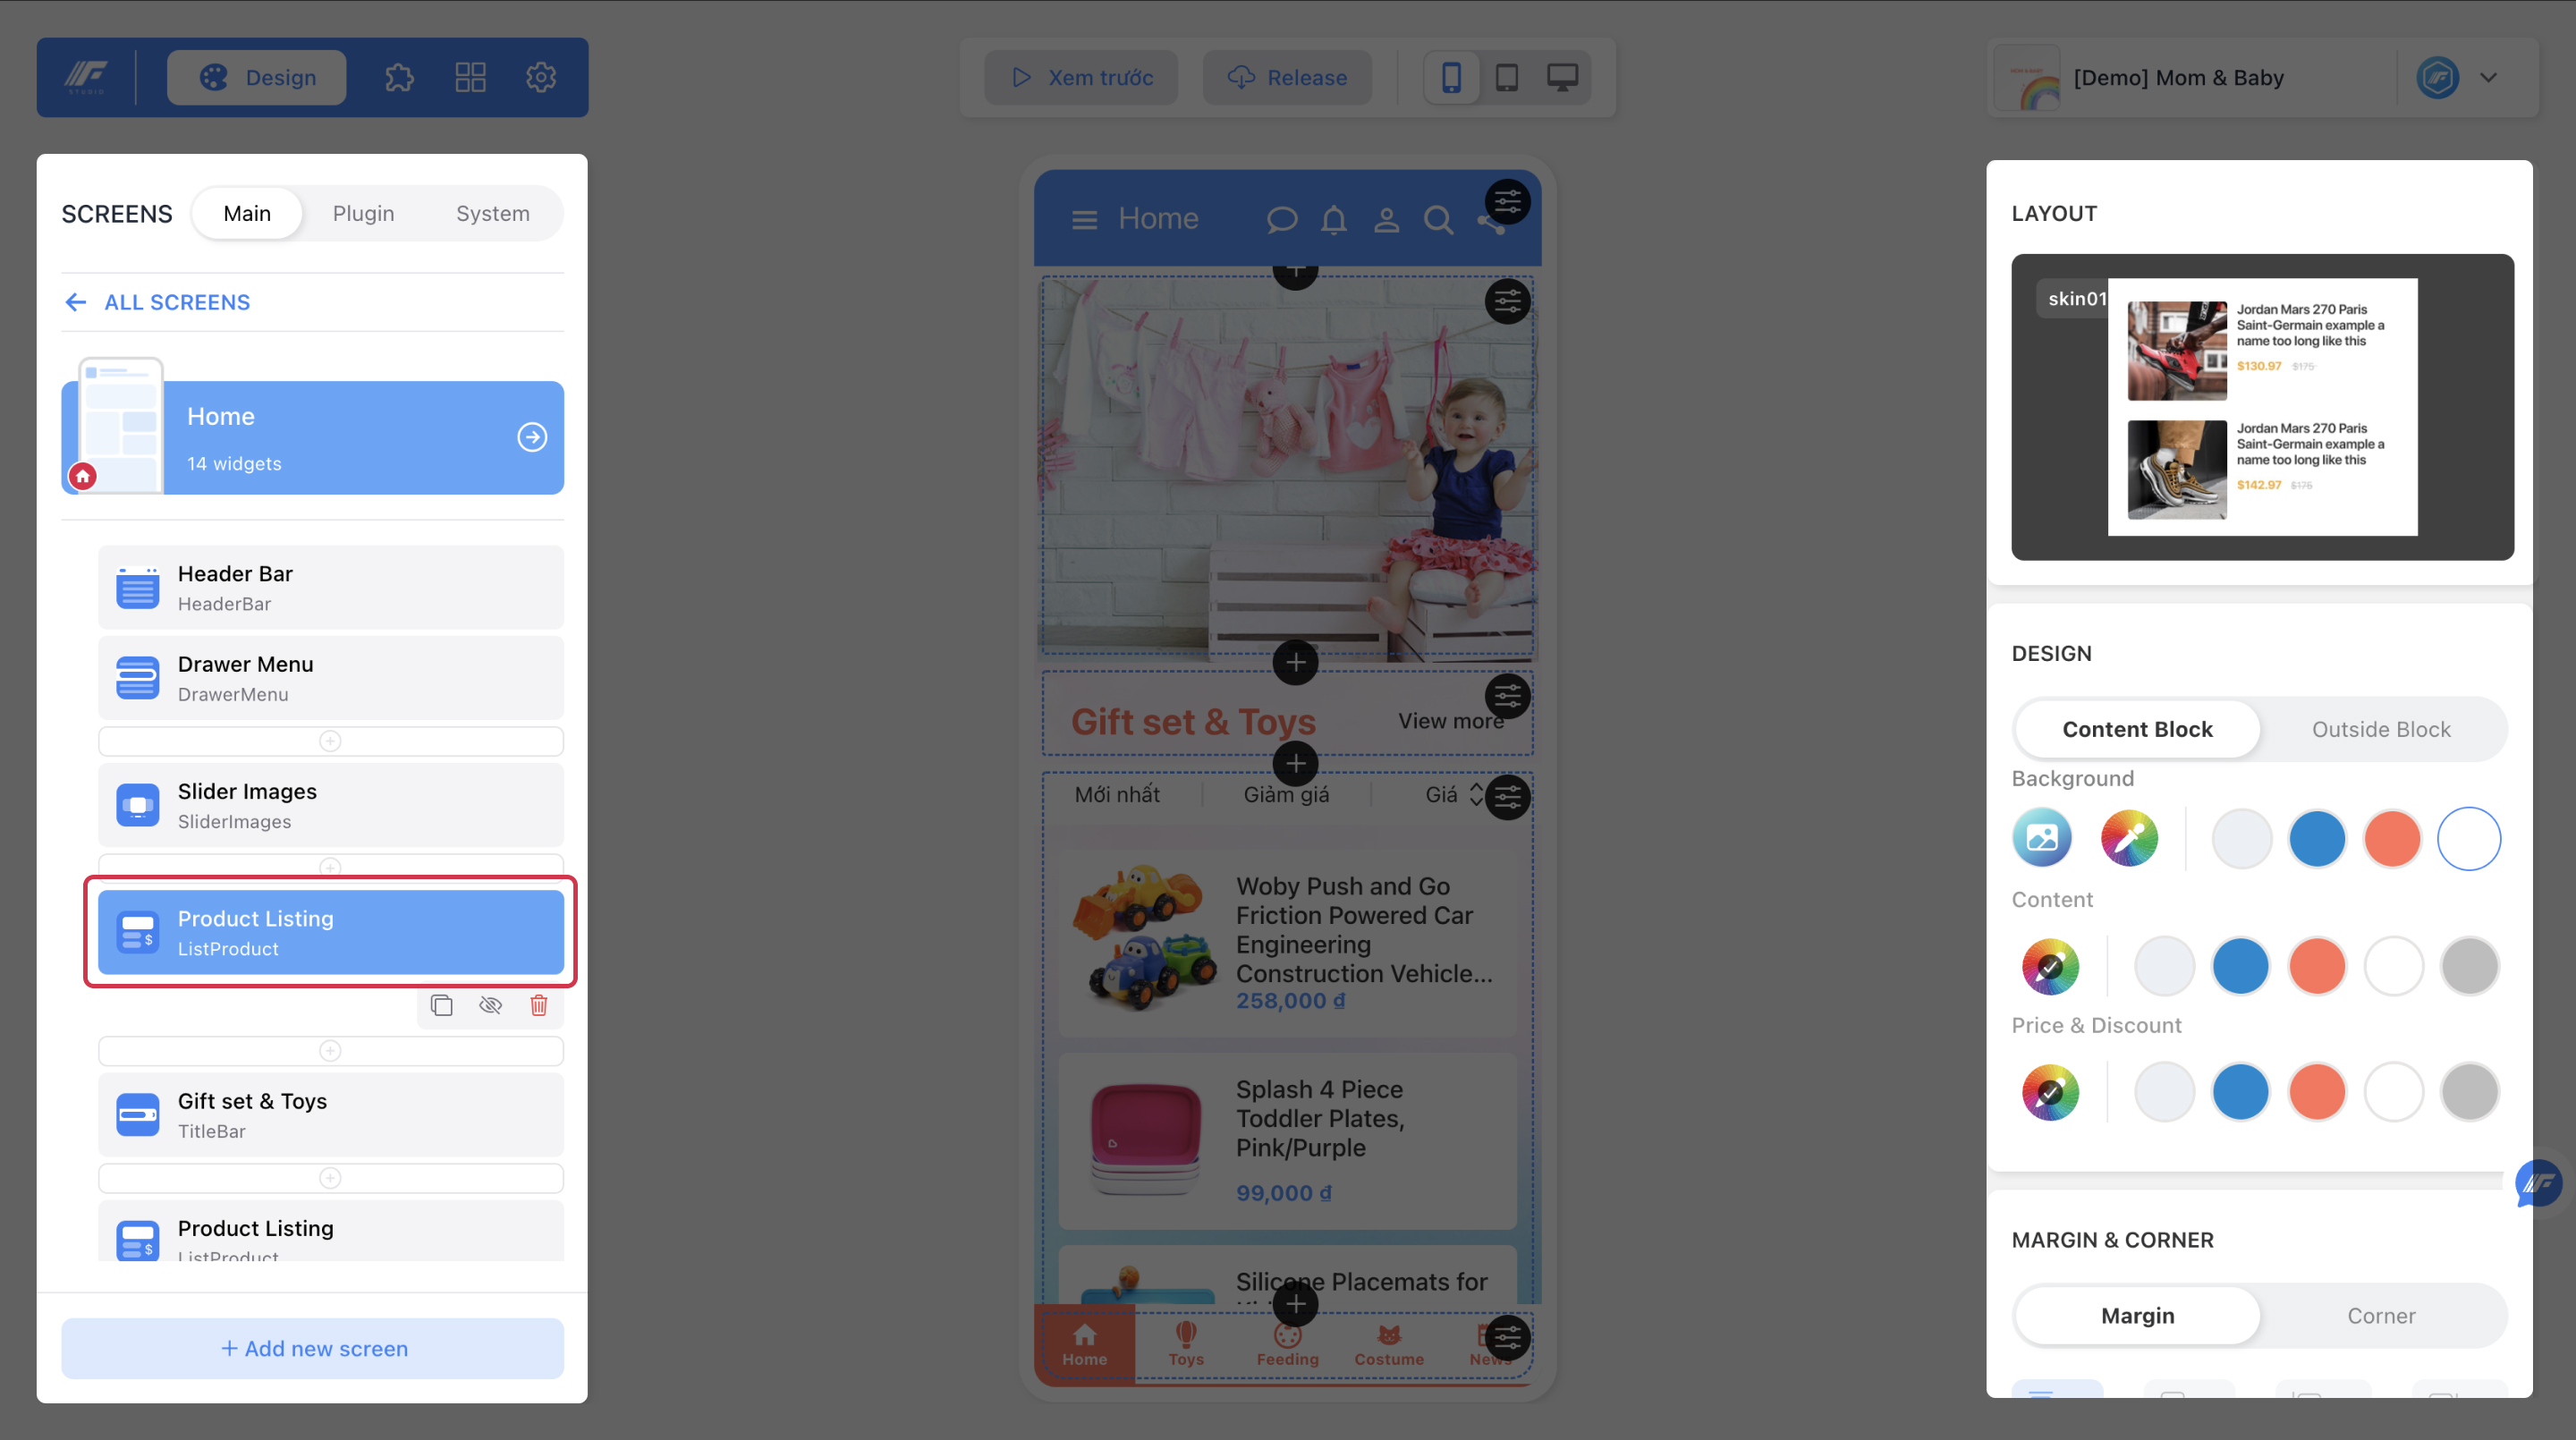 STUDIO
Design
Xem trước
Release
[Demo] Mom & Baby
SCREENS
Main
Plugin
System
ALL SCREENS
Home
14 widgets
Header Bar
HeaderBar
Drawer Menu
DrawerMenu
Slider Images
SliderImages
Product Listing
ListProduct
Gift set & Toys
TitleBar
Product Listing
ListProduct
+ Add new screen
Home
Gift set & Toys
View more
Mới nhất
Giảm giá
Giá
Woby Push and Go
Friction Powered Car
Engineering
Construction Vehicle...
258,000 ₫
Splash 4 Piece
Toddler Plates,
Pink/Purple
99,000 ₫
Silicone Placemats for
Home
Toys
Feeding
Costume
News
LAYOUT
skin01
Jordan Mars 270 Paris
Saint-Germain example a
name too long like this
$130.97 $175
Jordan Mars 270 Paris
Saint-Germain example a
name too long like this
$142.97 $175
DESIGN
Content Block
Outside Block
Background
Content
Price & Discount
MARGIN & CORNER
Margin
Corner